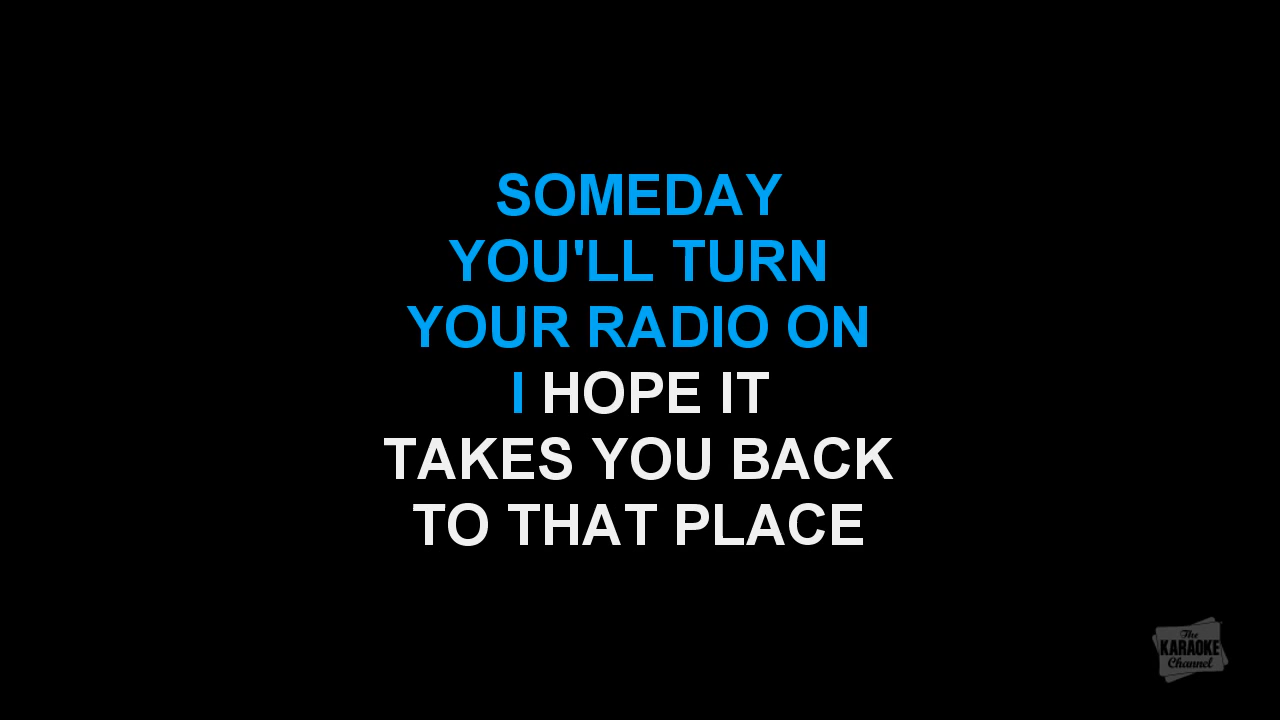 SOMEDAY
YOU'LL TURN
YOUR RADIO ON
I HOPE IT
TAKES YOU BACK
TO THAT PLACE
The
KARAOKE
Channel